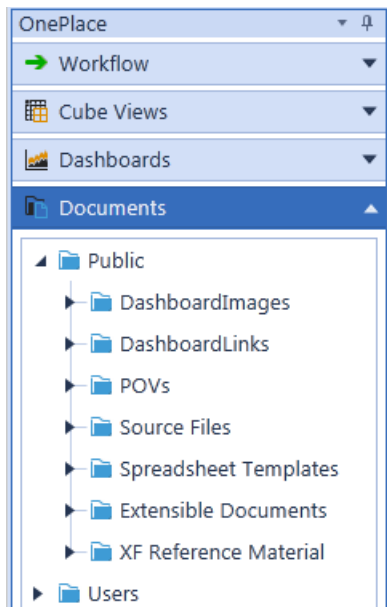 OnePlace
Workflow
Cube Views
Dashboards
Documents
Public
DashboardImages
DashboardLinks
POVs
Source Files
Spreadsheet Templates
Extensible Documents
XF Reference Material
Users